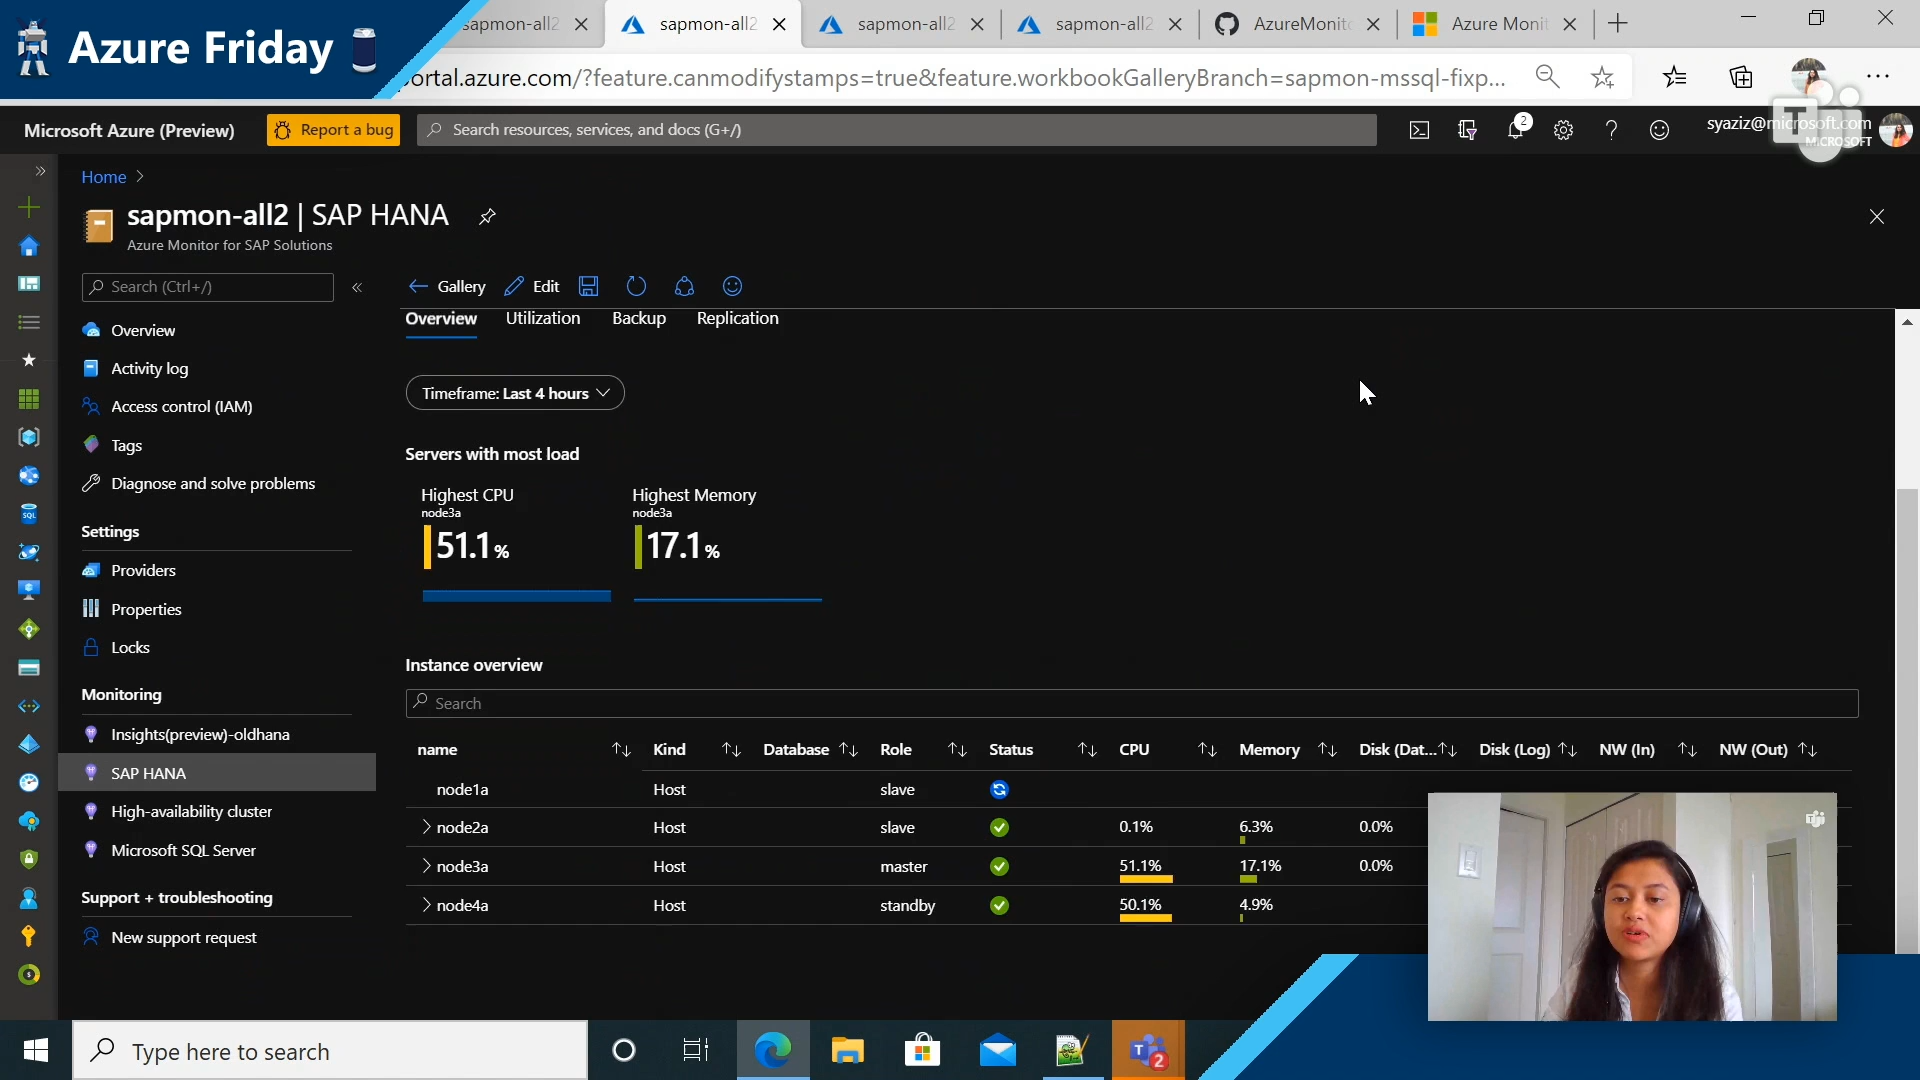 Azure Friday
sapmon-all2
sapmon-all2
sapmon-all2
sapmon-all2
AzureMonito
Azure Monit
ortal.azure.com/?feature.canmodifystamps=true&feature.workbookGalleryBranch=sapmon-mssql-fixp...
Microsoft Azure (Preview)
Report a bug
Search resources, services, and docs (G+/)
2
syaziz@microsoft.com
MICROSOFT
Home
sapmon-all2 | SAP HANA
Azure Monitor for SAP Solutions
Search (Ctrl+/)
Overview
Activity log
Access control (IAM)
Tags
Diagnose and solve problems
Settings
Providers
Properties
Locks
Monitoring
Insights(preview)-oldhana
SAP HANA
High-availability cluster
Microsoft SQL Server
Support + troubleshooting
New support request
Gallery Edit
Overview Utilization Backup Replication
Timeframe: Last 4 hours
Servers with most load
Highest CPU
node3a
51.1 %
Highest Memory
node3a
17.1 %
Instance overview
Search
name Kind Database Role Status CPU Memory Disk (Dat... Disk (Log) NW (In) NW (Out)
node1a Host slave
node2a Host slave 0.1% 6.3% 0.0%
node3a Host master 51.1% 17.1% 0.0%
node4a Host standby 50.1% 4.9%
Type here to search
T 2